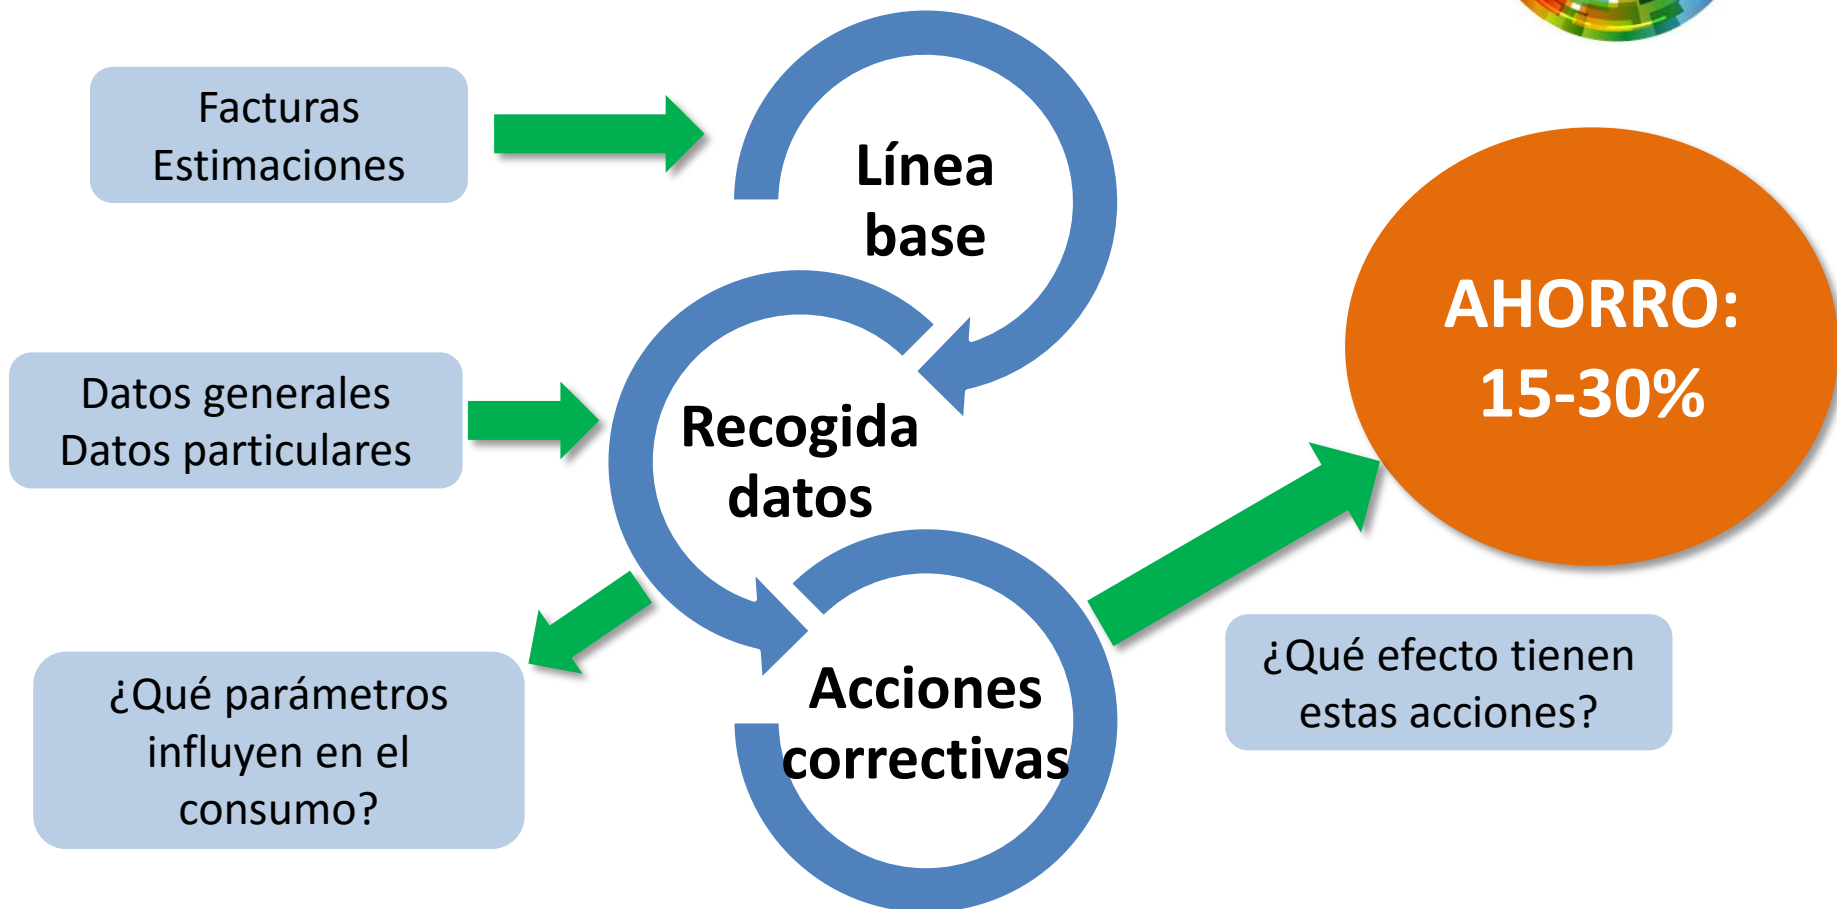 Facturas
Estimaciones
Línea
base
AHORRO:
15-30%
Datos generales
Datos particulares
Recogida
datos
¿Qué parámetros
influyen en el
consumo?
Acciones
correctivas
¿Qué efecto tienen
estas acciones?